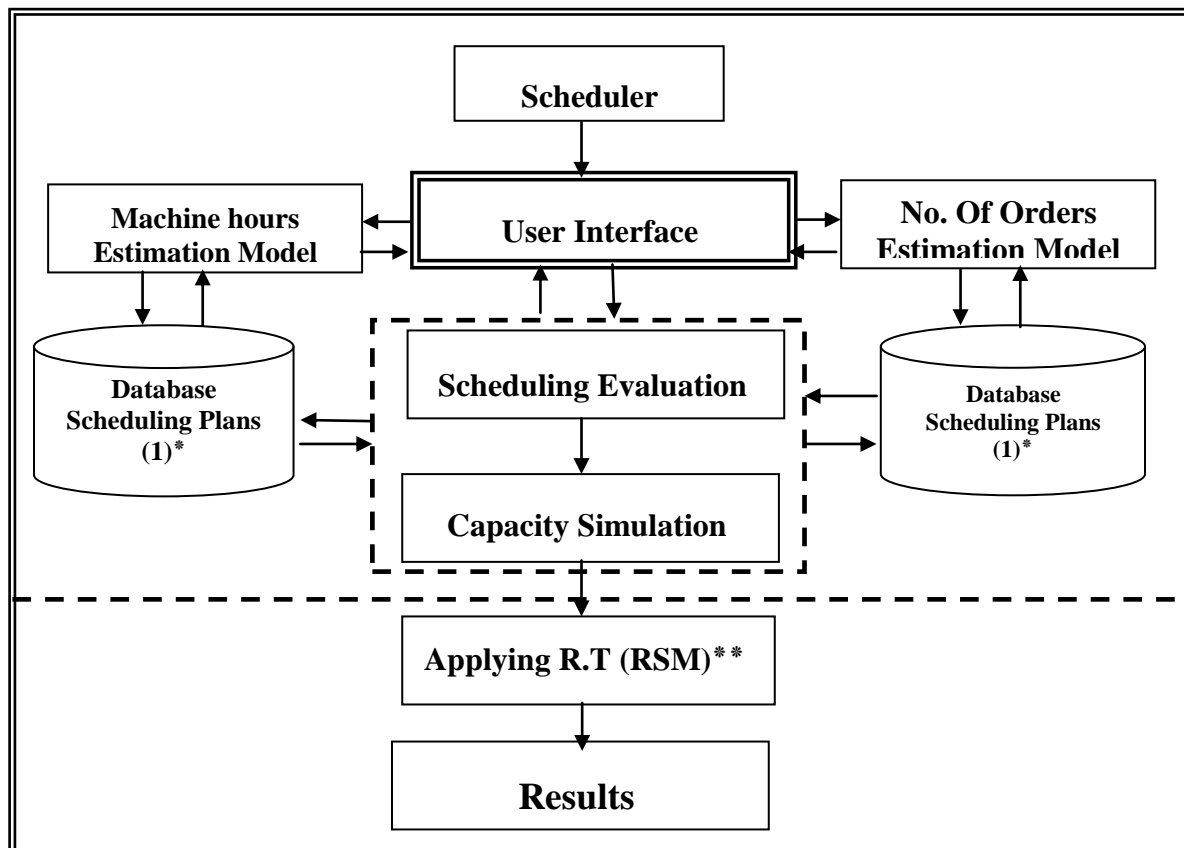 Scheduler
Machine hours
Estimation Model
User Interface
No. Of Orders
Estimation Model
Database
Scheduling Plans
(1)*
Scheduling Evaluation
Capacity Simulation
Database
Scheduling Plans
(1)*
Applying R.T (RSM)**
Results